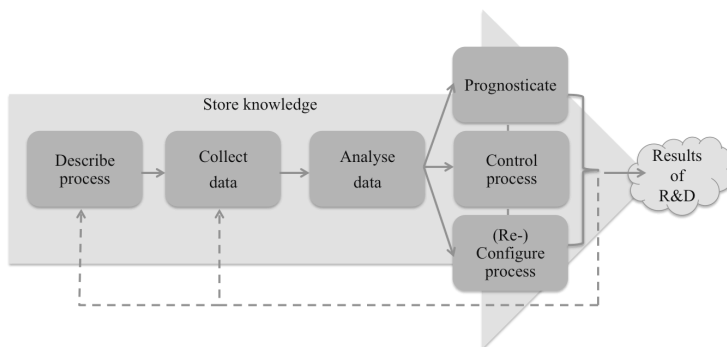 Store knowledge
Describe
process
Collect
data
Analyse
data
Prognosticate
Control
process
(Re-)
Configure
process
Results
of
R&D